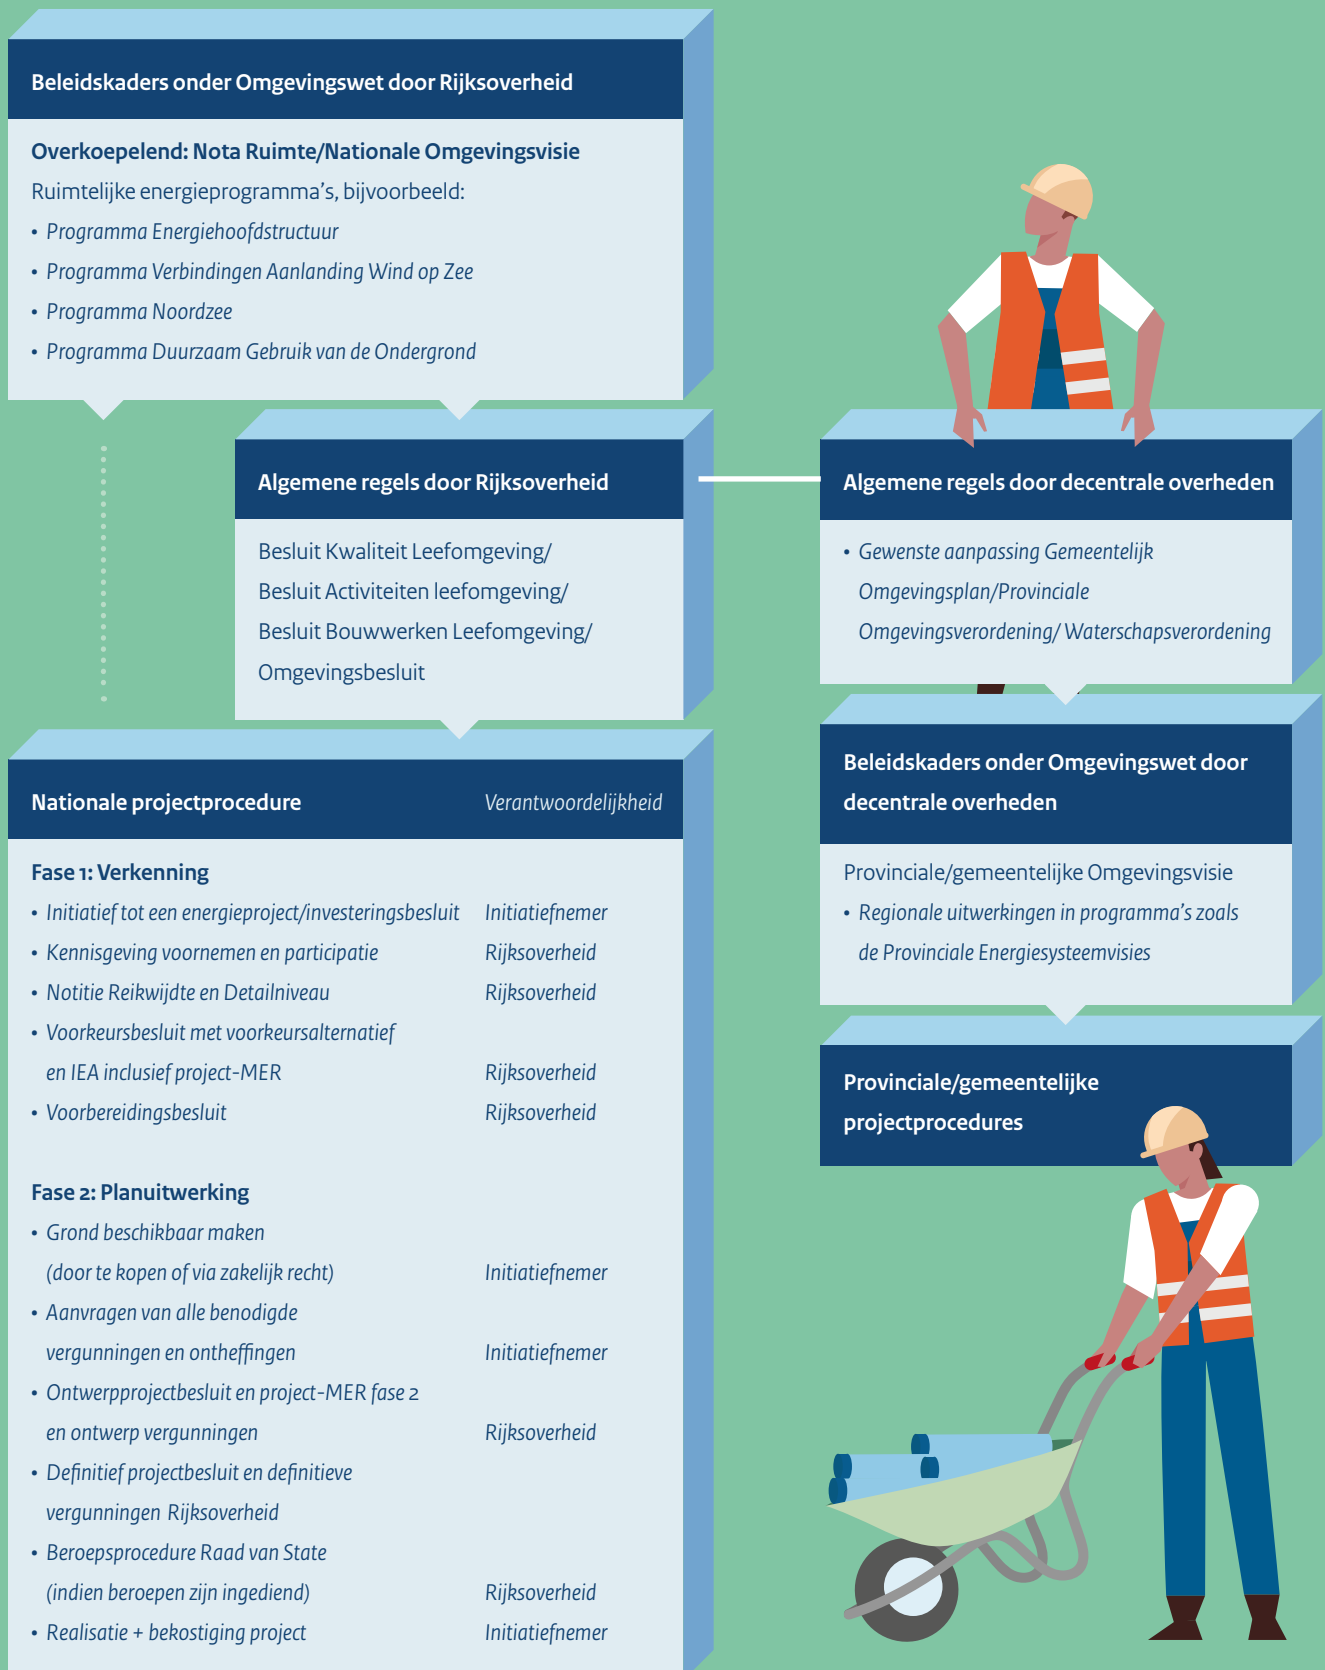 Beleidskaders onder Omgevingswet door Rijksoverheid
Overkoepelend: Nota Ruimte/Nationale Omgevingsvisie
Ruimtelijke energieprogramma's, bijvoorbeeld:
• Programma Energiehoofdstructuur
• Programma Verbindingen Aanlanding Wind op Zee
• Programma Noordzee
• Programma Duurzaam Gebruik van de Ondergrond
Algemene regels door Rijksoverheid
Besluit Kwaliteit Leefomgeving/
Besluit Activiteiten leefomgeving/
Besluit Bouwwerken Leefomgeving/
Omgevingsbesluit
Nationale projectprocedure Verantwoordelijkheid
Fase 1: Verkenning
• Initiatief tot een energieproject/investeringsbesluit Initiatiefnemer
• Kennisgeving voornemen en participatie Rijksoverheid
• Notitie Reikwijdte en Detailniveau Rijksoverheid
• Voorkeursbesluit met voorkeursalternatief
en IEA inclusief project-MER Rijksoverheid
• Voorbereidingsbesluit Rijksoverheid
Fase 2: Planuitwerking
• Grond beschikbaar maken
(door te kopen of via zakelijk recht) Initiatiefnemer
• Aanvragen van alle benodigde
vergunningen en ontheffingen Initiatiefnemer
• Ontwerpprojectbesluit en project-MER fase 2
en ontwerp vergunningen Rijksoverheid
• Definitief projectbesluit en definitieve
vergunningen Rijksoverheid
• Beroepsprocedure Raad van State
(indien beroepen zijn ingediend) Rijksoverheid
• Realisatie + bekostiging project Initiatiefnemer
Algemene regels door decentrale overheden
• Gewenste aanpassing Gemeentelijk
Omgevingsplan/Provinciale
Omgevingsverordening/ Waterschapsverordening
Beleidskaders onder Omgevingswet door
decentrale overheden
Provinciale/gemeentelijke Omgevingsvisie
• Regionale uitwerkingen in programma's zoals
de Provinciale Energiesysteemvisies
Provinciale/gemeentelijke
projectprocedures